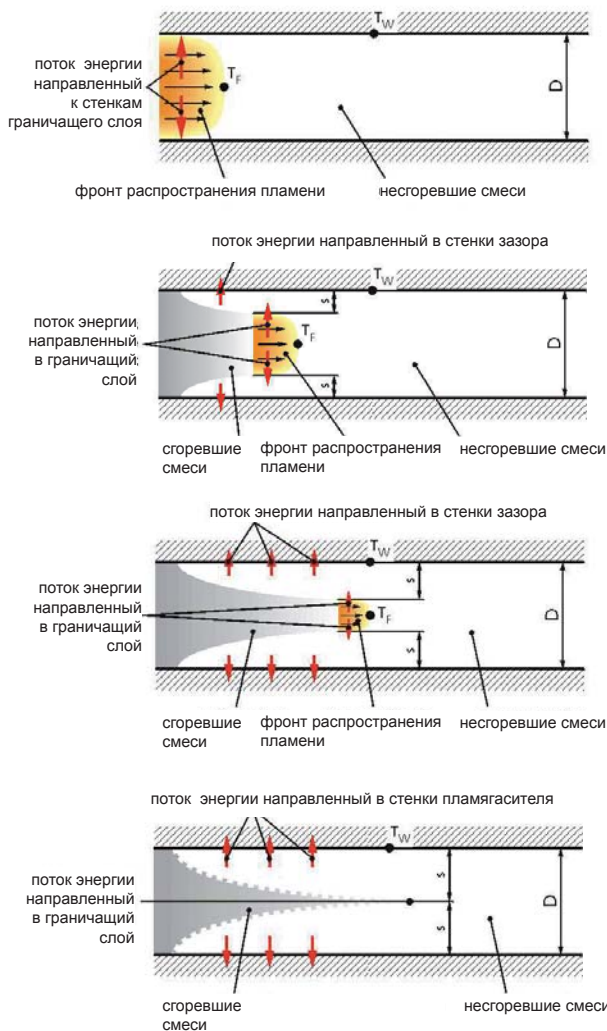 T_W
поток энергии
направленный
к стенкам
граничащего слоя
T_F
D
фронт распространения пламени
несгоревшие смеси
поток энергии направленный в стенки зазора
T_W
s
поток энергии
направленный
в граничащий
слой
T_F
D
s
сгоревшие
смеси
фронт распространения
пламени
несгоревшие смеси
поток энергии направленный в стенки зазора
T_W
s
поток энергии
направленный
в граничащий
слой
T_F
D
s
сгоревшие
смеси
фронт распространения
пламени
несгоревшие смеси
поток энергии направленный в стенки пламягасителя
T_W
s
поток энергии
направленный
в граничащий
слой
D
s
сгоревшие
смеси
несгоревшие смеси